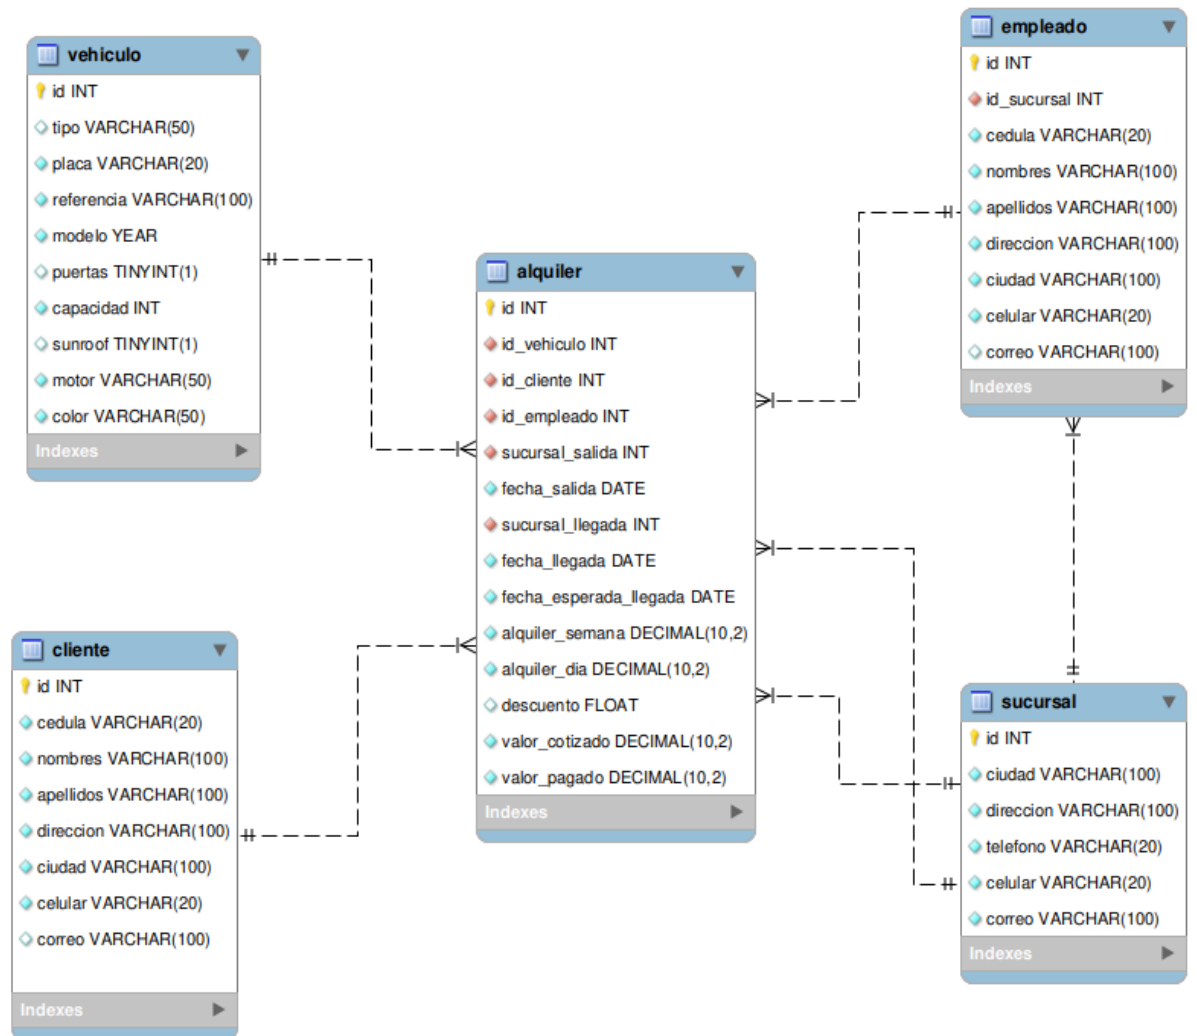 vehiculo
id INT
tipo VARCHAR(50)
placa VARCHAR(20)
referencia VARCHAR(100)
modelo YEAR
puertas TINYINT(1)
capacidad INT
sunroof TINYINT(1)
motor VARCHAR(50)
color VARCHAR(50)
Indexes
cliente
id INT
cedula VARCHAR(20)
nombres VARCHAR(100)
apellidos VARCHAR(100)
direccion VARCHAR(100)
ciudad VARCHAR(100)
celular VARCHAR(20)
correo VARCHAR(100)
Indexes
alquiler
id INT
id_vehiculo INT
id_cliente INT
id_empleado INT
sucursal_salida INT
fecha_salida DATE
sucursal_llegada INT
fecha_llegada DATE
fecha_esperada_llegada DATE
alquiler_semana DECIMAL(10,2)
alquiler_dia DECIMAL(10,2)
descuento FLOAT
valor_cotizado DECIMAL(10,2)
valor_pagado DECIMAL(10,2)
Indexes
empleado
id INT
id_sucursal INT
cedula VARCHAR(20)
nombres VARCHAR(100)
apellidos VARCHAR(100)
direccion VARCHAR(100)
ciudad VARCHAR(100)
celular VARCHAR(20)
correo VARCHAR(100)
Indexes
sucursal
id INT
ciudad VARCHAR(100)
direccion VARCHAR(100)
telefono VARCHAR(20)
celular VARCHAR(20)
correo VARCHAR(100)
Indexes